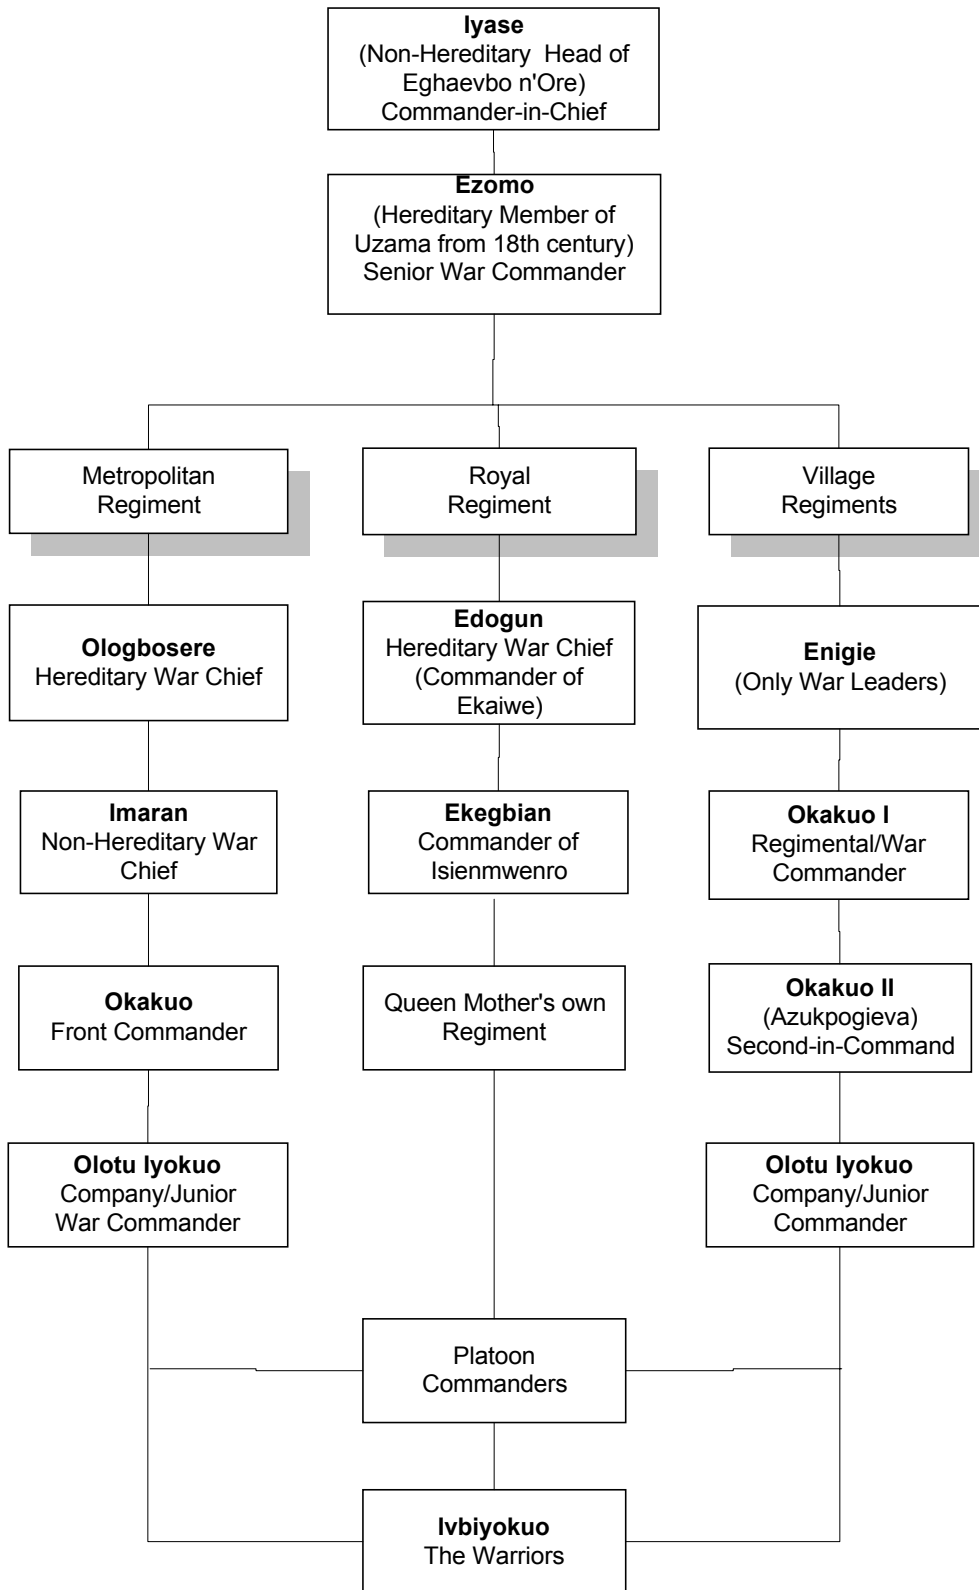 Iyase
(Non-Hereditary Head of
Eghaevbo n'Ore)
Commander-in-Chief
Ezomo
(Hereditary Member of
Uzama from 18th century)
Senior War Commander
Metropolitan
Regiment
Royal
Regiment
Village
Regiments
Ologbosere
Hereditary War Chief
Edogun
Hereditary War Chief
(Commander of
Ekaiwe)
Enigie
(Only War Leaders)
Imaran
Non-Hereditary War
Chief
Ekegbian
Commander of
Isienmwenro
Okakuo I
Regimental/War
Commander
Okakuo
Front Commander
Queen Mother's own
Regiment
Okakuo II
(Azukpogieva)
Second-in-Command
Olotu Iyokuo
Company/Junior
War Commander
Olotu Iyokuo
Company/Junior
Commander
Platoon
Commanders
Ivbiyokuo
The Warriors